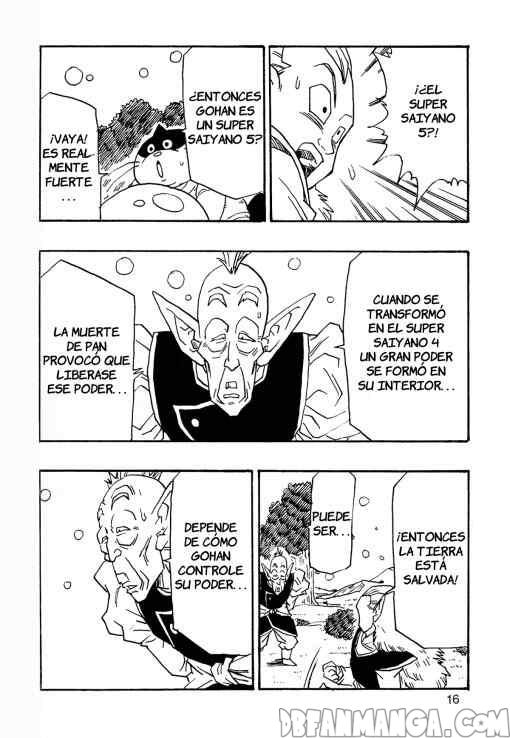 ¡¿EL
SUPER
SAIYANO
5?!
¿ENTONCES
GOHAN ES
UN SUPER
SAIYANO 5?
¡VAYA!
ES REAL
MENTE
FUERTE
...
CUANDO SE
TRANSFORMÓ
EN EL SUPER
SAIYANO 4
UN GRAN PODER
SE FORMÓ EN
SU INTERIOR...
LA MUERTE
DE PAN
PROVOCÓ QUE
LIBERASE
ESE PODER...
¡ENTONCES
LA TIERRA
ESTÁ
SALVADA!
PUEDE
SER...
DEPENDE
DE CÓMO
GOHAN
CONTROLE
SU PODER...
16
DBFANMANGA.COM